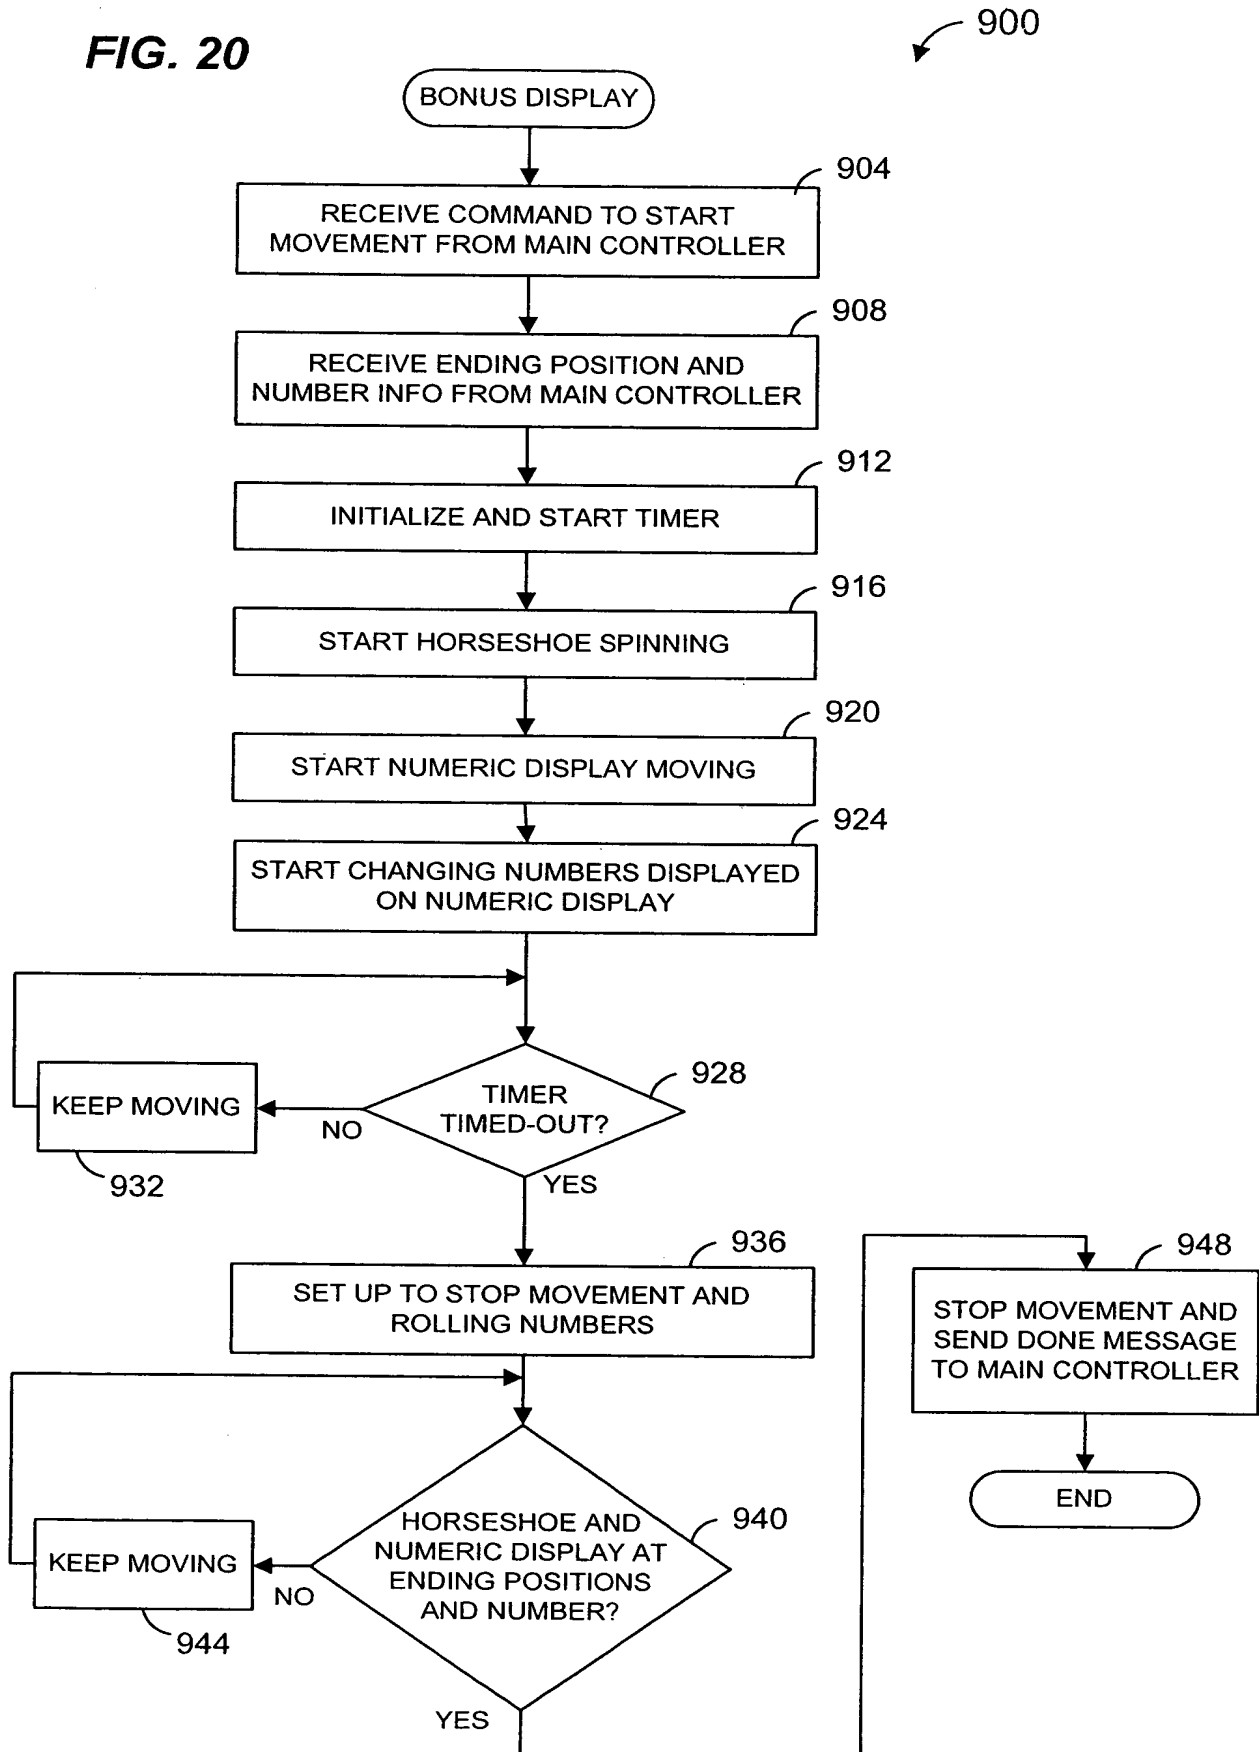 FIG. 20
900
BONUS DISPLAY
904
RECEIVE COMMAND TO START
MOVEMENT FROM MAIN CONTROLLER
908
RECEIVE ENDING POSITION AND
NUMBER INFO FROM MAIN CONTROLLER
912
INITIALIZE AND START TIMER
916
START HORSESHOE SPINNING
920
START NUMERIC DISPLAY MOVING
924
START CHANGING NUMBERS DISPLAYED
ON NUMERIC DISPLAY
928
TIMER
TIMED-OUT?
NO
KEEP MOVING
932
YES
936
SET UP TO STOP MOVEMENT AND
ROLLING NUMBERS
940
HORSESHOE AND
NUMERIC DISPLAY AT
ENDING POSITIONS
AND NUMBER?
NO
KEEP MOVING
944
YES
948
STOP MOVEMENT AND
SEND DONE MESSAGE
TO MAIN CONTROLLER
END